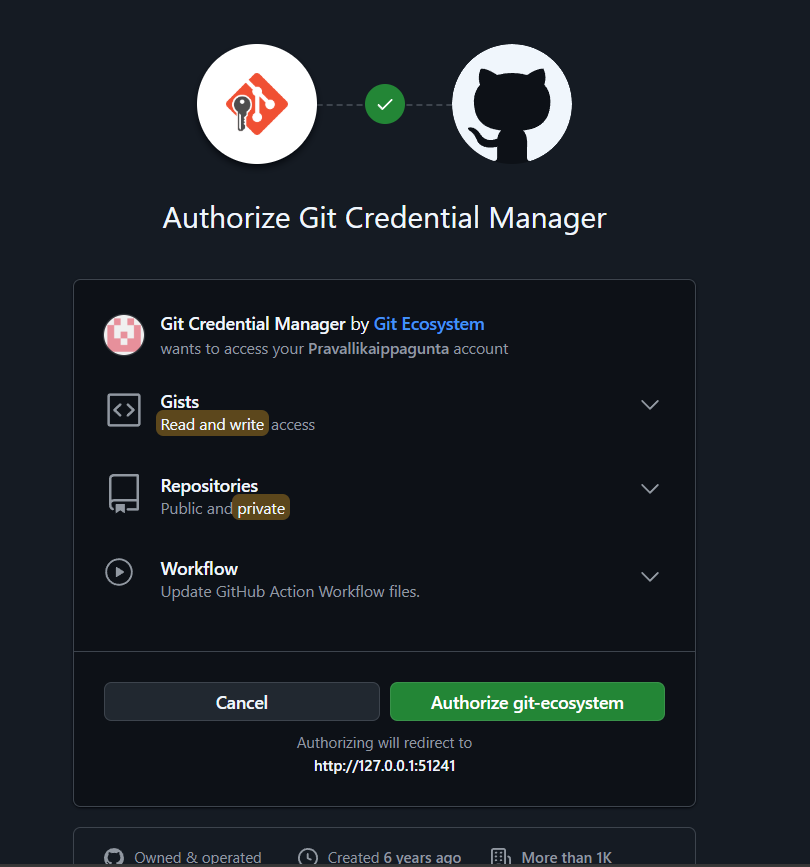 Authorize Git Credential Manager
Git Credential Manager by Git Ecosystem
wants to access your Pravallikaippagunta account
Gists
Read and write access
Repositories
Public and private
Workflow
Update GitHub Action Workflow files.
Cancel
Authorize git-ecosystem
Authorizing will redirect to
http://127.0.0.1:51241
Owned & operated
Created 6 years ago
More than 1K